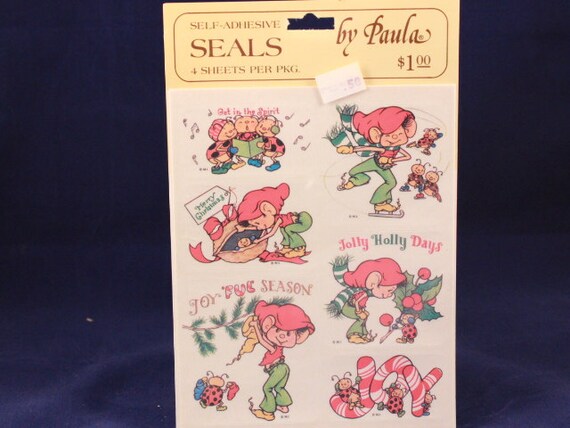 SELF-ADHESIVE
SEALS
4 SHEETS PER PKG.
by Paula
$1.00
Get in the Spirit
"Merry"
Christmas
Jolly Holly Days
JOY SEASON
JOY